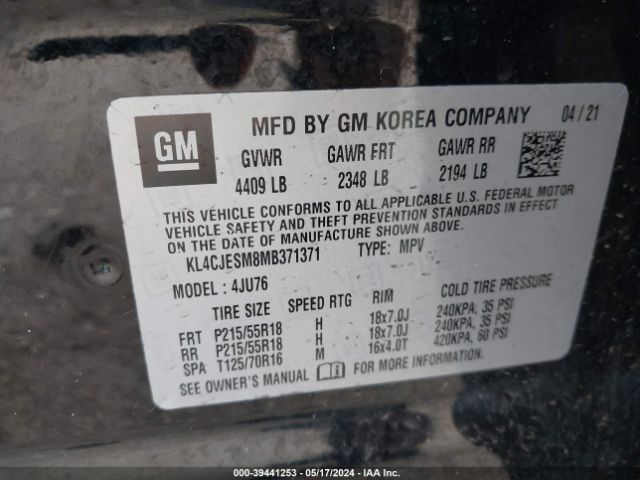 GM
MFD BY GM KOREA COMPANY 04 / 21
GVWR GAWR FRT GAWR RR
4409 LB 2348 LB 2194 LB
THIS VEHICLE CONFORMS TO ALL APPLICABLE U.S. FEDERAL MOTOR
VEHICLE SAFETY AND THEFT PREVENTION STANDARDS IN EFFECT
ON THE DATE OF MANUFACTURE SHOWN ABOVE.
KL4CJESM8MB371371 TYPE: MPV
MODEL : 4JU76
TIRE SIZE SPEED RTG RIM COLD TIRE PRESSURE
FRT P215/55R18 H 18x7.0J 240KPA, 35 PSI
RR P215/55R18 H 18x7.0J 240KPA, 35 PSI
SPA T125/70R16 M 16x4.0T 420KPA, 60 PSI
SEE OWNER'S MANUAL FOR MORE INFORMATION.
000-39441253 - 05/17/2024 - IAA Inc.